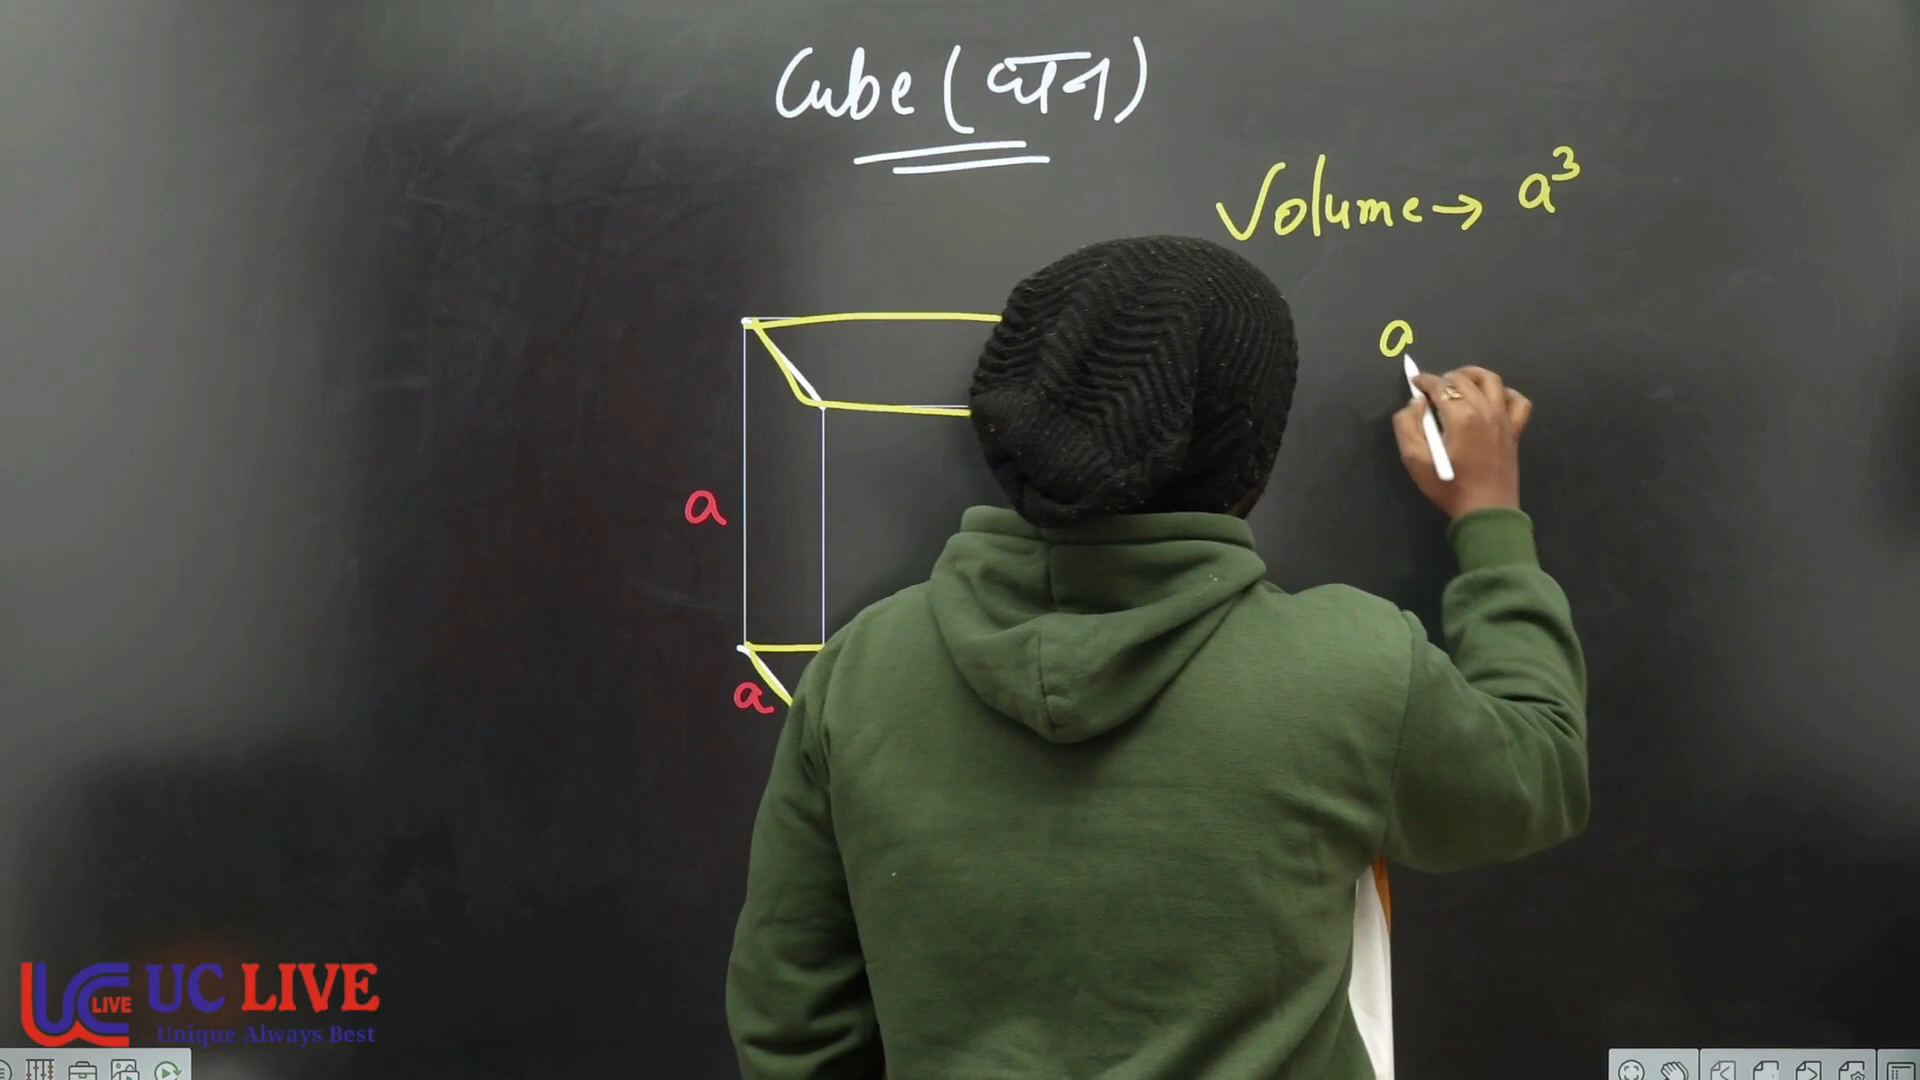 Cube (घन)
Volume → a³
a
a
a
LIVE
UC LIVE
Unique Always Best